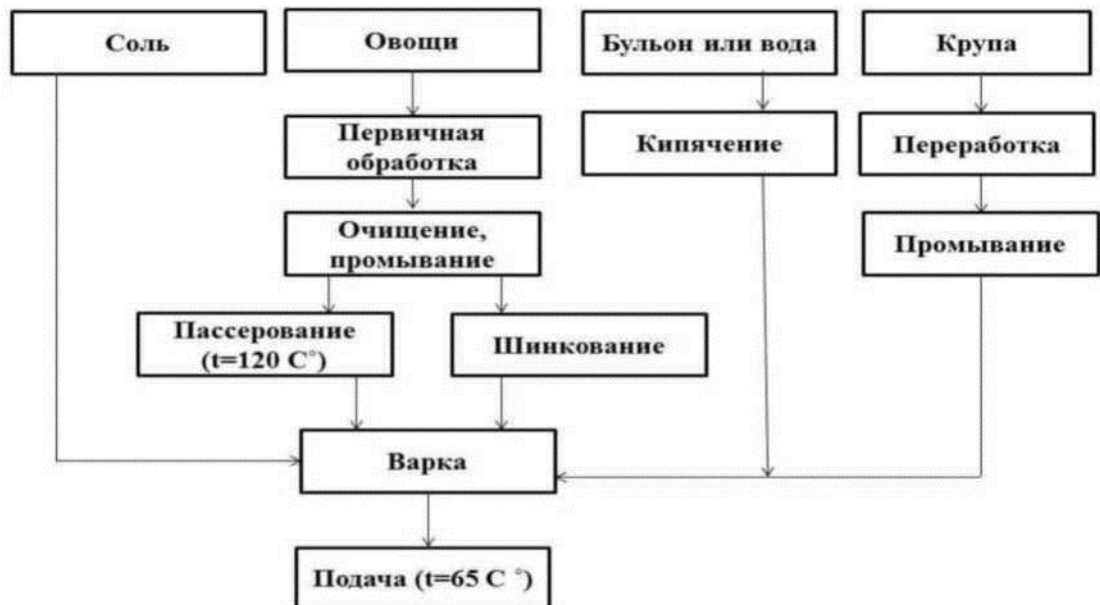 Соль
Овощи
Бульон или вода
Крупа
Первичная
обработка
Кипячение
Переработка
Очищение,
промывание
Промывание
Пассерование
(t=120 C°)
Шинкование
Варка
Подача (t=65 C °)